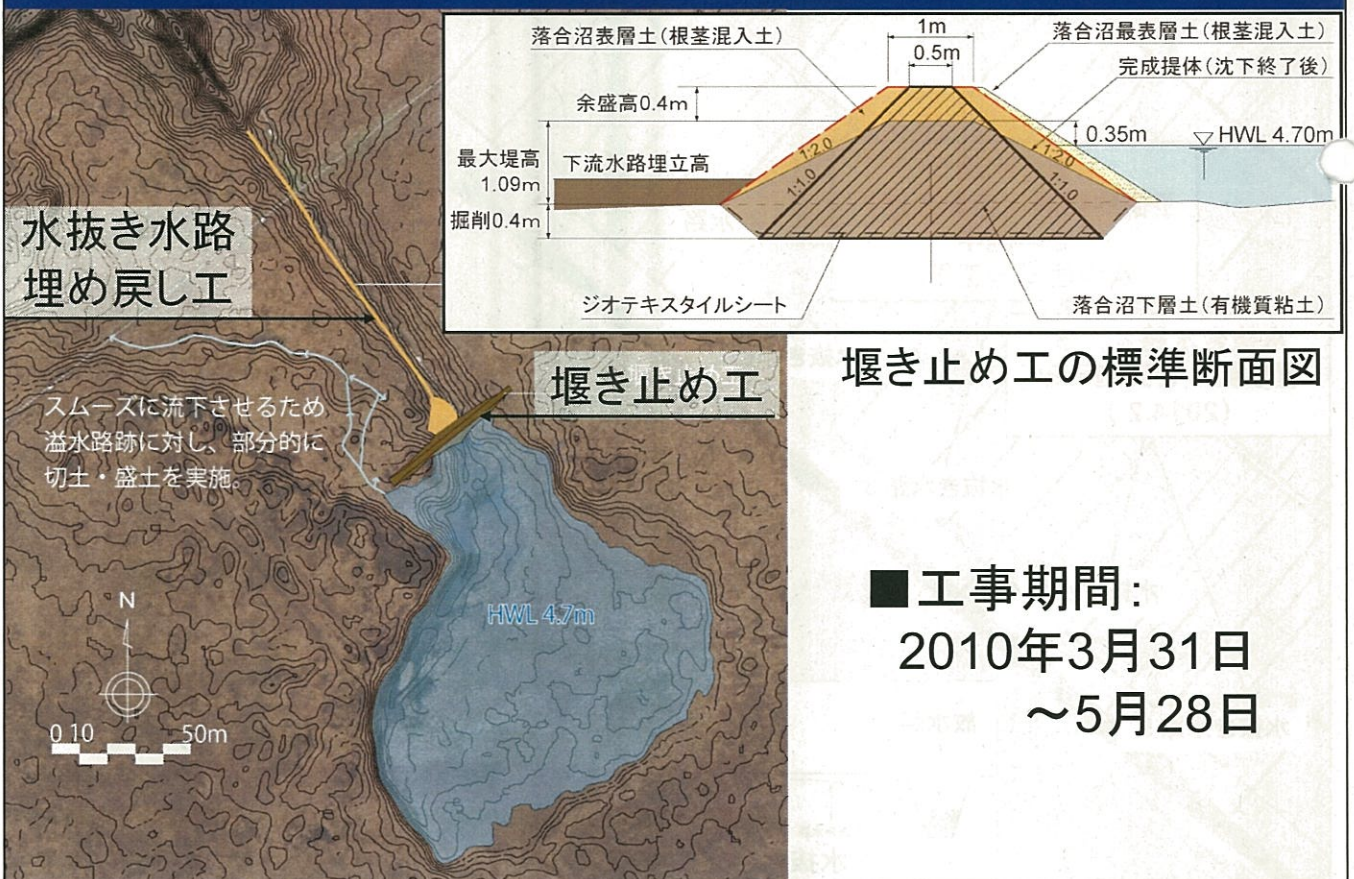 落合沼表層土(根茎混入土)
1m
0.5m
落合沼最表層土(根茎混入土)
完成提体(沈下終了後)
余盛高0.4m
0.35m
HWL 4.70m
最大堤高
1.09m
下流水路埋立高
1:2.0
1:2.0
1:1.0
1:1.0
掘削0.4m
ジオテキスタイルシート
落合沼下層土(有機質粘土)
堰き止め工の標準断面図
水抜き水路
埋め戻し工
堰き止め工
スムーズに流下させるため
溢水路跡に対し、部分的に
切土・盛土を実施。
HWL 4.7m
N
0 10 50m
■工事期間:
2010年3月31日
～5月28日